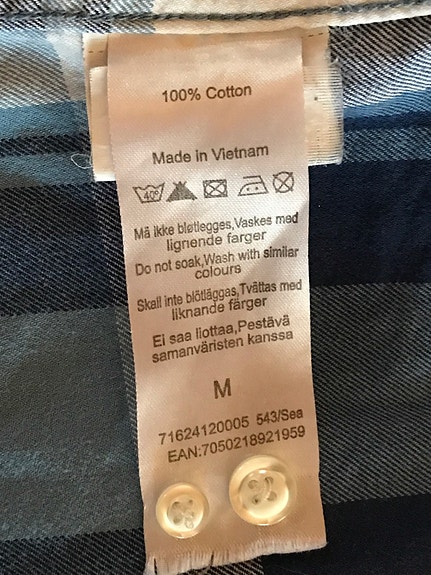 100% Cotton
Made in Vietnam
40°
Må ikke bløtlegges,Vaskes med
lignende farger
Do not soak,Wash with similar
colours
Skall inte blötläggas,Tvättas med
liknande färger
Ei saa liottaa,Pestävä
samanväristen kanssa
M
71624120005 543/Sea
EAN:7050218921959